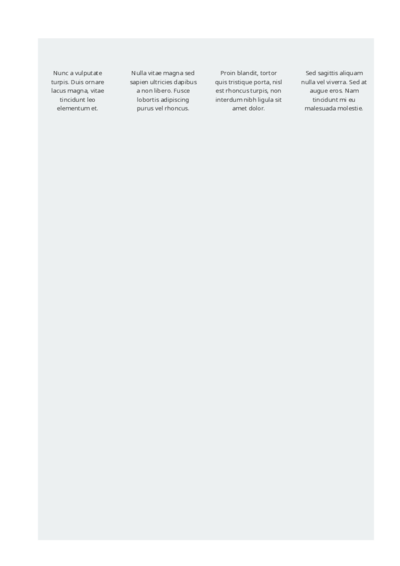 Nunc a vulputate
turpis. Duis ornare
lacus magna, vitae
tincidunt leo
elementum et.
Nulla vitae magna sed
sapien ultricies dapibus
a non libero. Fusce
lobortis adipiscing
purus vel rhoncus.
Proin blandit, tortor
quis tristique porta, nisl
est rhoncus turpis, non
interdum nibh ligula sit
amet dolor.
Sed sagittis aliquam
nulla vel viverra. Sed at
augue eros. Nam
tincidunt mi eu
malesuada molestie.